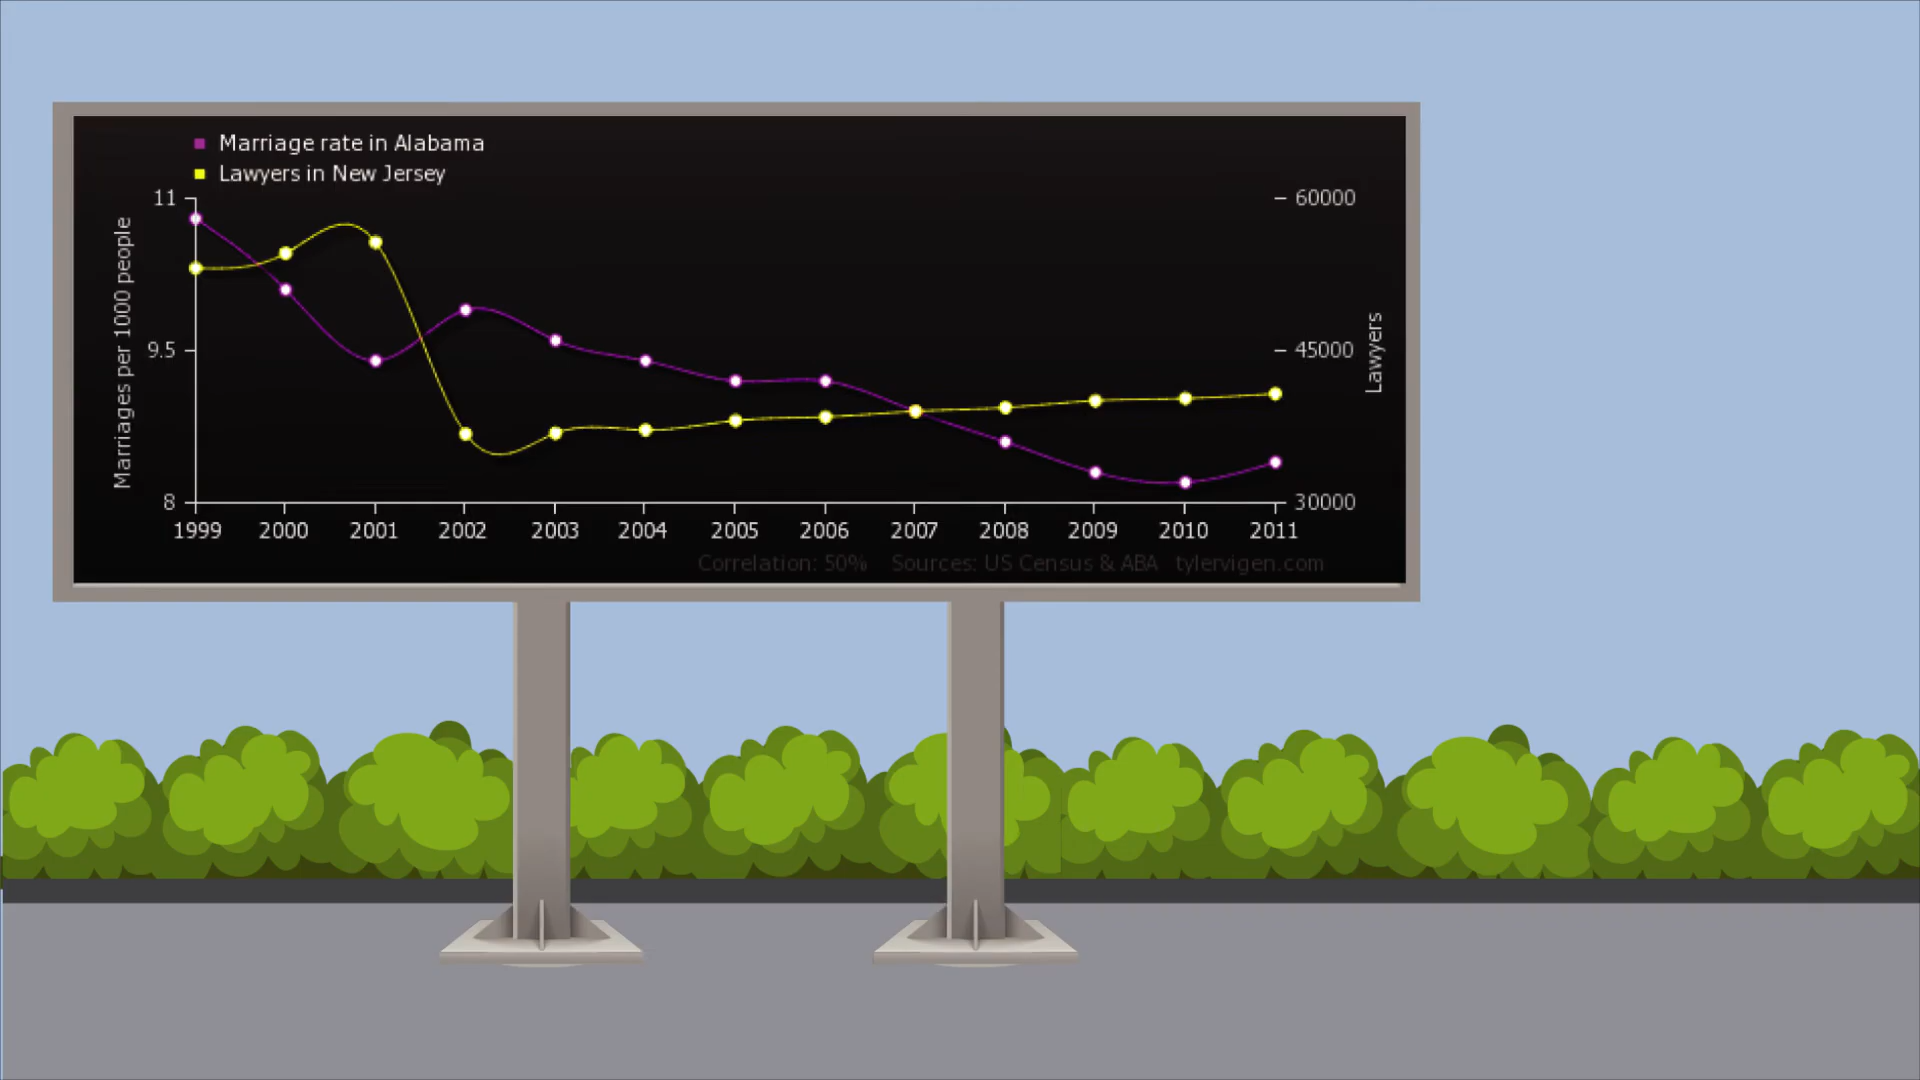 Marriage rate in Alabama
Lawyers in New Jersey
11
60000
Marriages per 1000 people
9.5
45000
Lawyers
8
30000
1999 2000 2001 2002 2003 2004 2005 2006 2007 2008 2009 2010 2011
Correlation: 50% Sources: US Census & ABA tylervigen.com